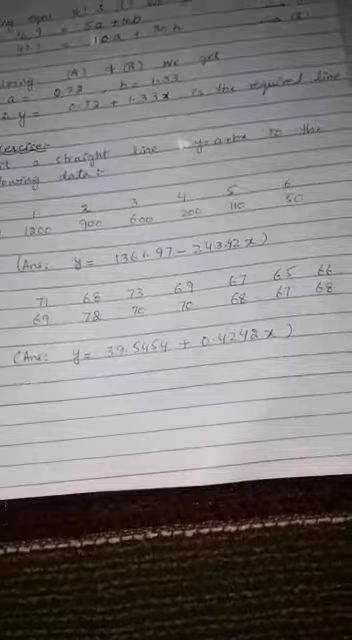 = 5a + 
= 10a + 30b
(A) & (B) we get
a = 0.72, b = 1.33
y = 0.72 + 1.33x is the required line
Exercise:-
a straight line y = a+bx to the
data:
1 2 3 4 5 6
1200 900 600 200 110 50
(Ans: y = 1361.97 - 243.42x)
71 68 73 69 67 65 66
69 72 70 70 68 67 68
(Ans: y = 39.5454 + 0.4242x)